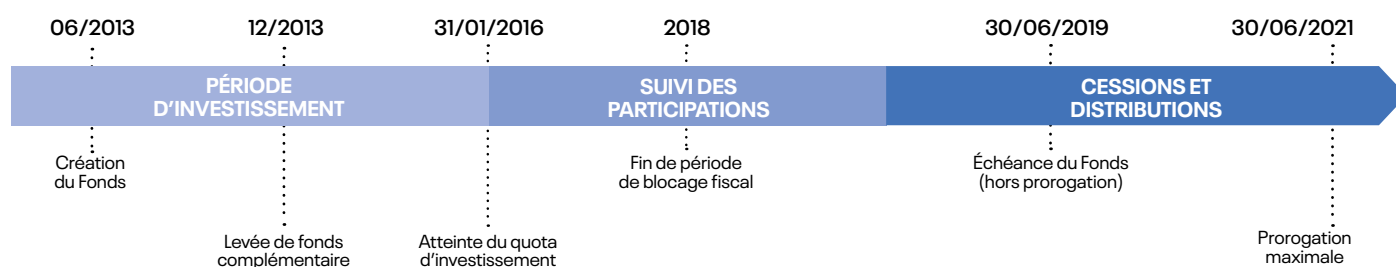 06/2013 12/2013 31/01/2016 2018 30/06/2019 30/06/2021
PÉRIODE
D'INVESTISSEMENT
SUIVI DES
PARTICIPATIONS
CESSIONS ET
DISTRIBUTIONS
Création
du Fonds
Fin de période
de blocage fiscal
Échéance du Fonds
(hors prorogation)
Levée de fonds
complémentaire
Atteinte du quota
d'investissement
Prorogation
maximale